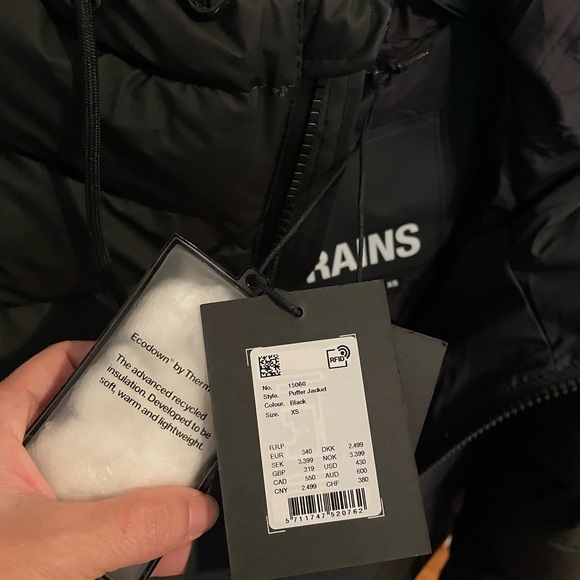 RAINS
XS
Ecodown® by Therm
The advanced recycled
insulation. Developed to be
soft, warm and lightweight.
RFID
No. 15060
Style. Puffer Jacket
Colour. Black
Size. XS
R.R.P.
EUR 340 DKK 2.499
SEK 3.399 NOK 3.399
GBP 319 USD 430
CAD 550 AUD 600
CNY 2.499 CHF 380
5 711747 520762